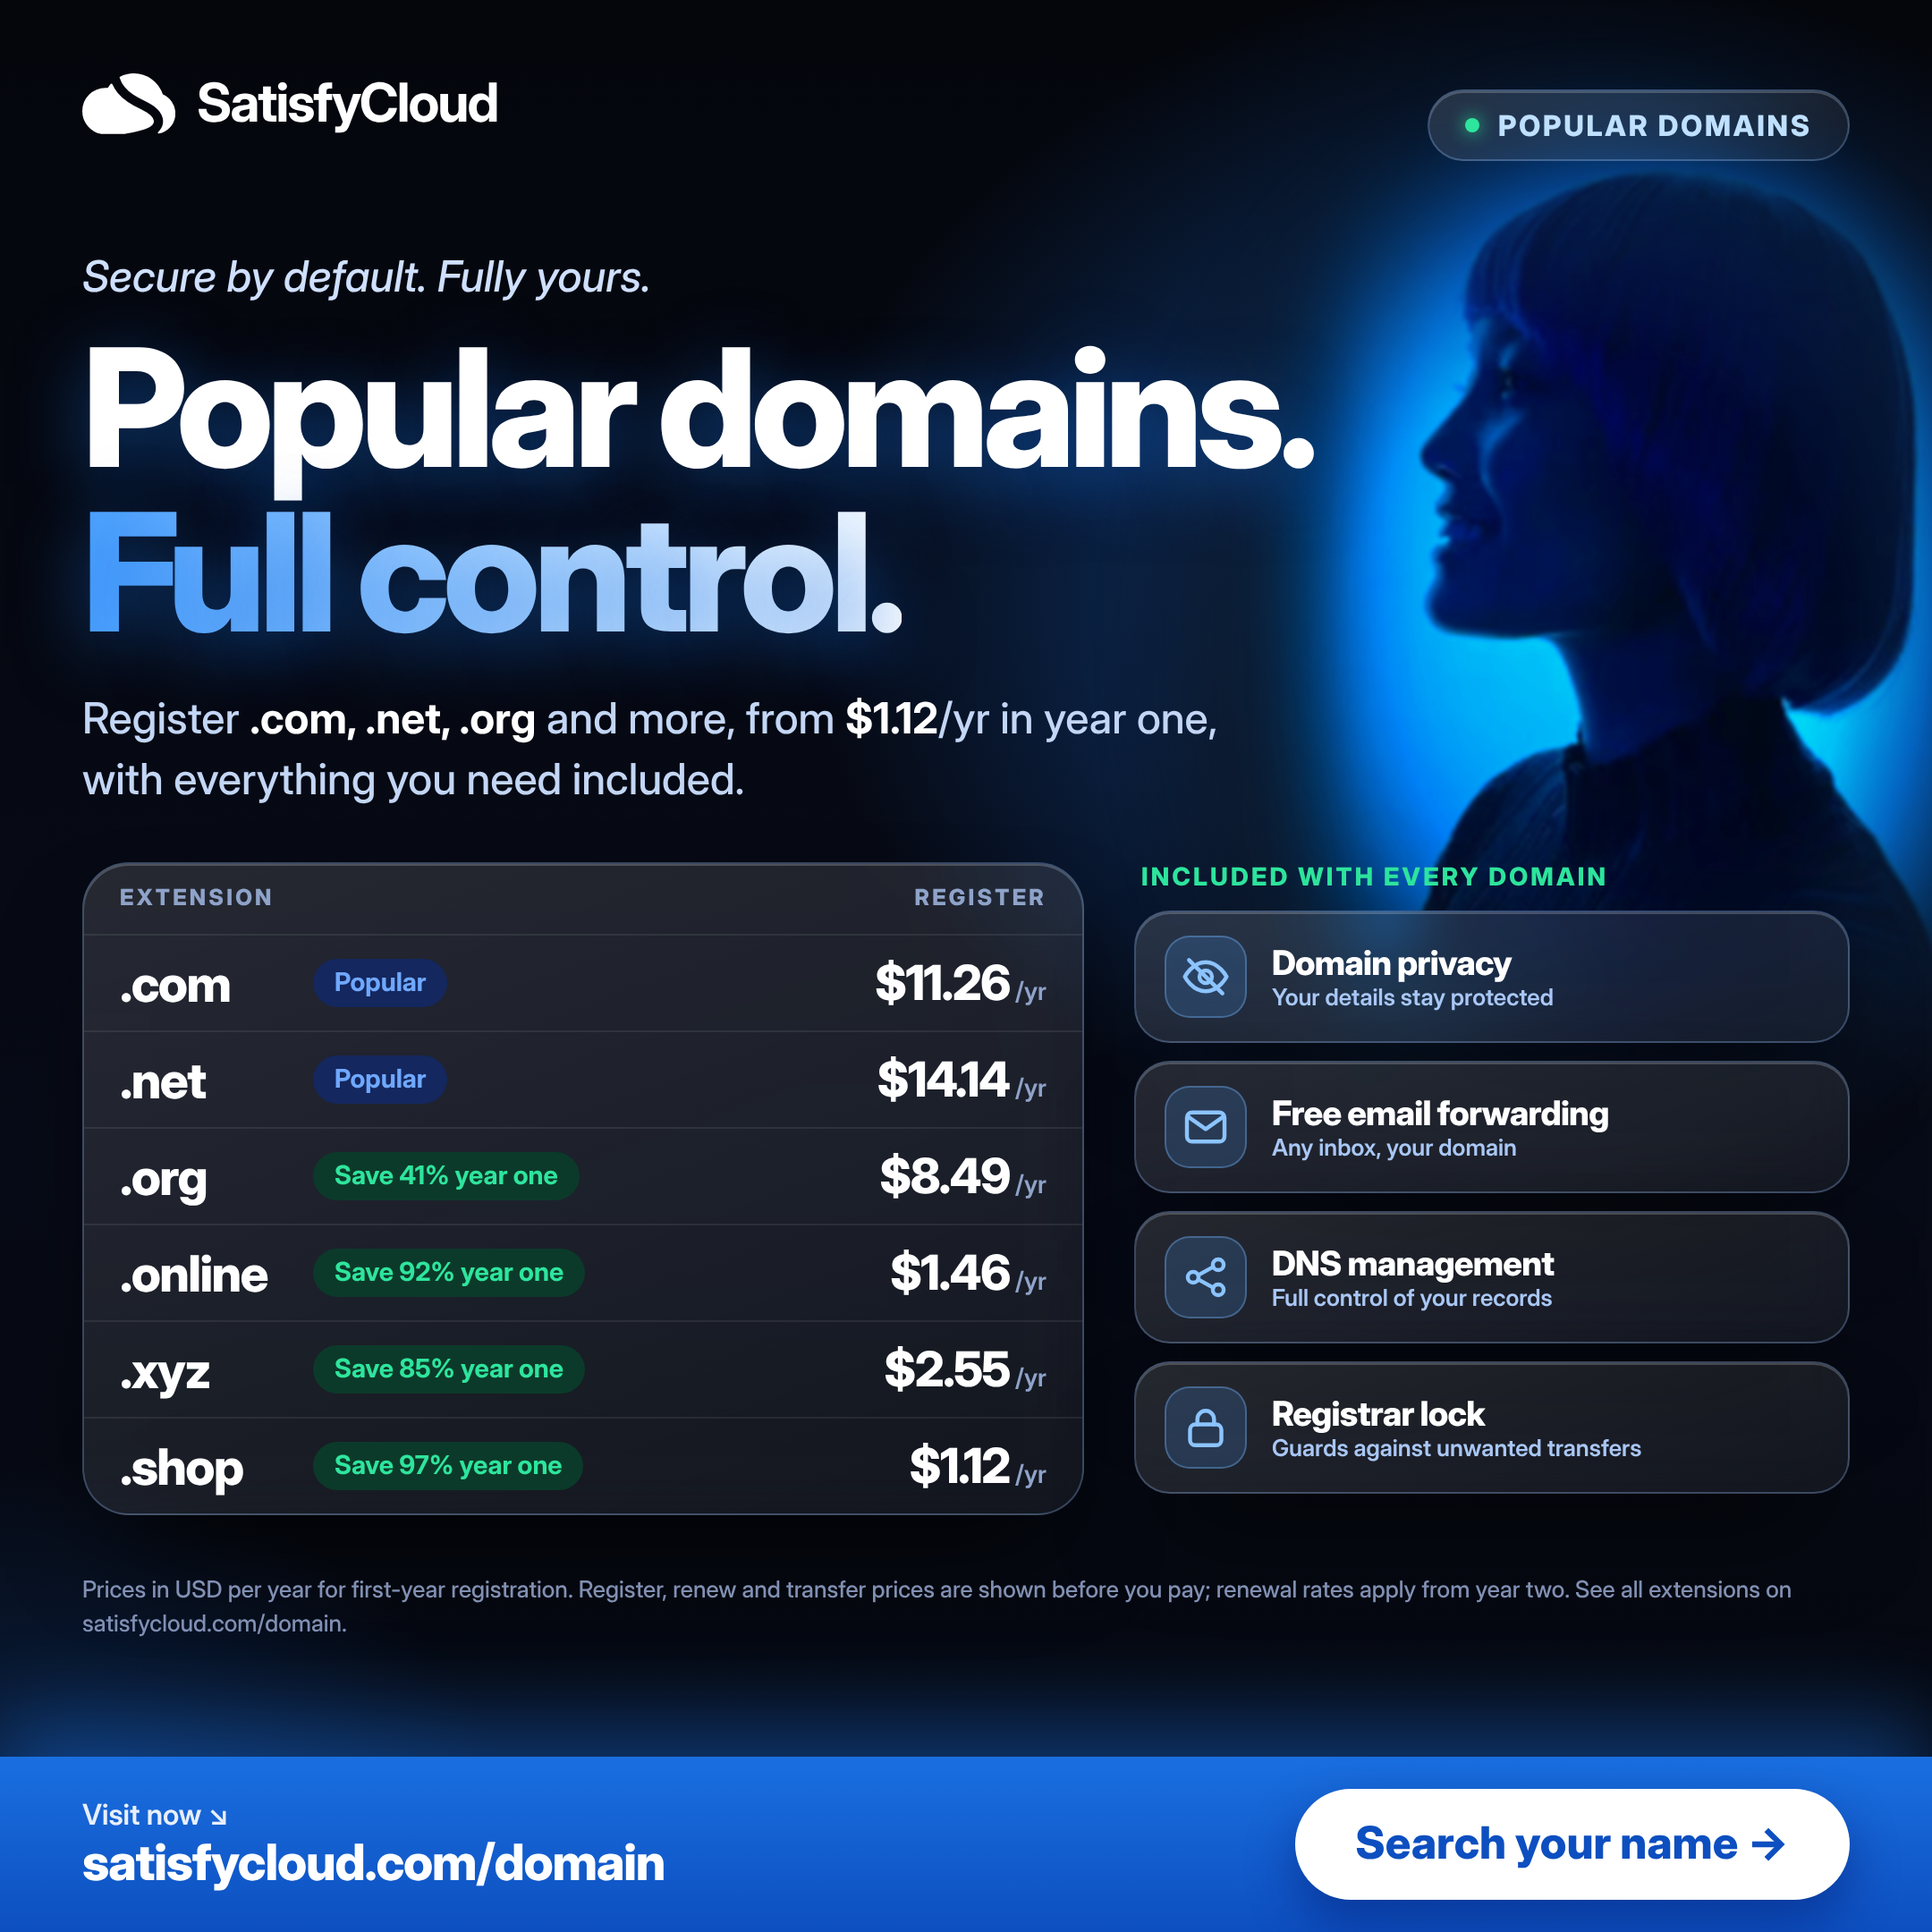 SatisfyCloud
POPULAR DOMAINS
Secure by default. Fully yours.
Popular domains.
Full control.
Register .com, .net, .org and more, from $1.12/yr in year one,
with everything you need included.
EXTENSION REGISTER
.com Popular $11.26 /yr
.net Popular $14.14 /yr
.org Save 41% year one $8.49 /yr
.online Save 92% year one $1.46 /yr
.xyz Save 85% year one $2.55 /yr
.shop Save 97% year one $1.12 /yr
INCLUDED WITH EVERY DOMAIN
Domain privacy
Your details stay protected
Free email forwarding
Any inbox, your domain
DNS management
Full control of your records
Registrar lock
Guards against unwanted transfers
Prices in USD per year for first-year registration. Register, renew and transfer prices are shown before you pay; renewal rates apply from year two. See all extensions on
satisfycloud.com/domain.
Visit now ↘
satisfycloud.com/domain
Search your name →